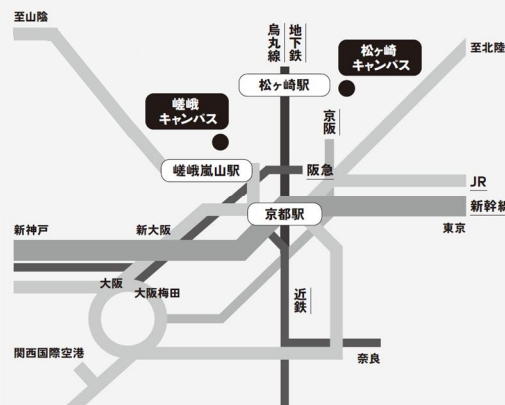 至山陰
烏丸線
地下鉄
松ヶ崎
キャンパス
至北陸
松ヶ崎駅
嵯峨
キャンパス
京阪
嵯峨嵐山駅
阪急
JR
京都駅
新幹線
新神戸
新大阪
東京
大阪
大阪梅田
近鉄
関西国際空港
奈良